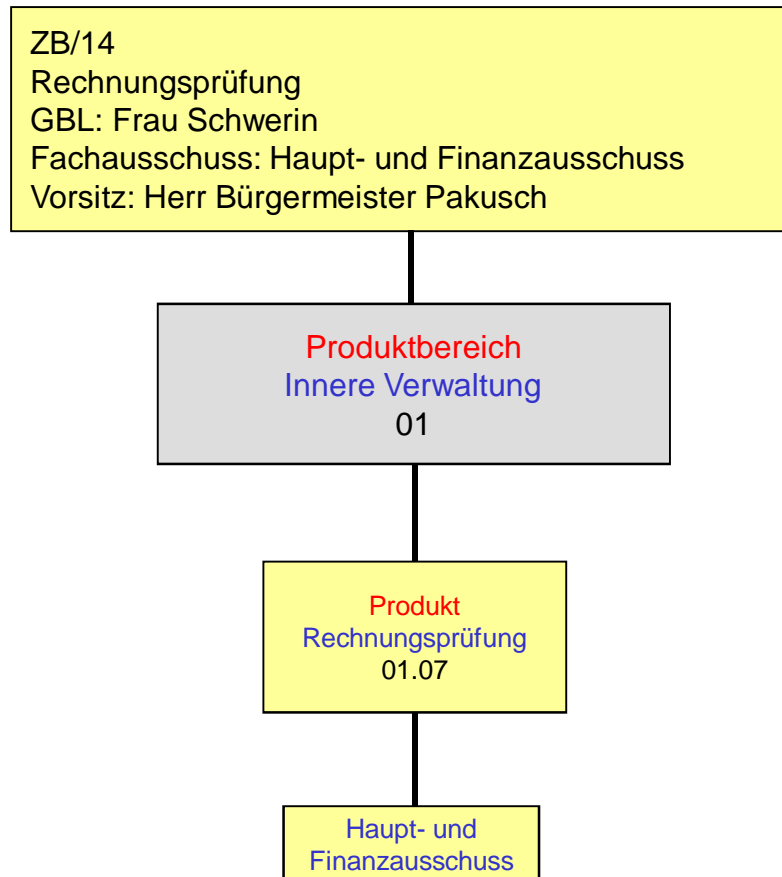 ZB/14
Rechnungsprüfung
GBL: Frau Schwerin
Fachausschuss: Haupt- und Finanzausschuss
Vorsitz: Herr Bürgermeister Pakusch
Produktbereich
Innere Verwaltung
01
Produkt
Rechnungsprüfung
01.07
Haupt- und
Finanzausschuss